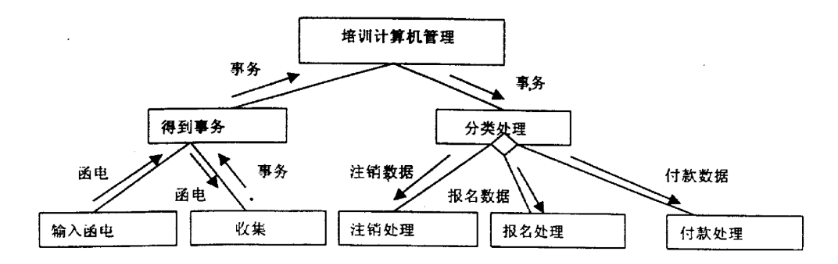 培训计算机管理
事务
事务
得到事务
分类处理
函电
函电
事务
注销数据
报名数据
付款数据
输入函电
收集
注销处理
报名处理
付款处理